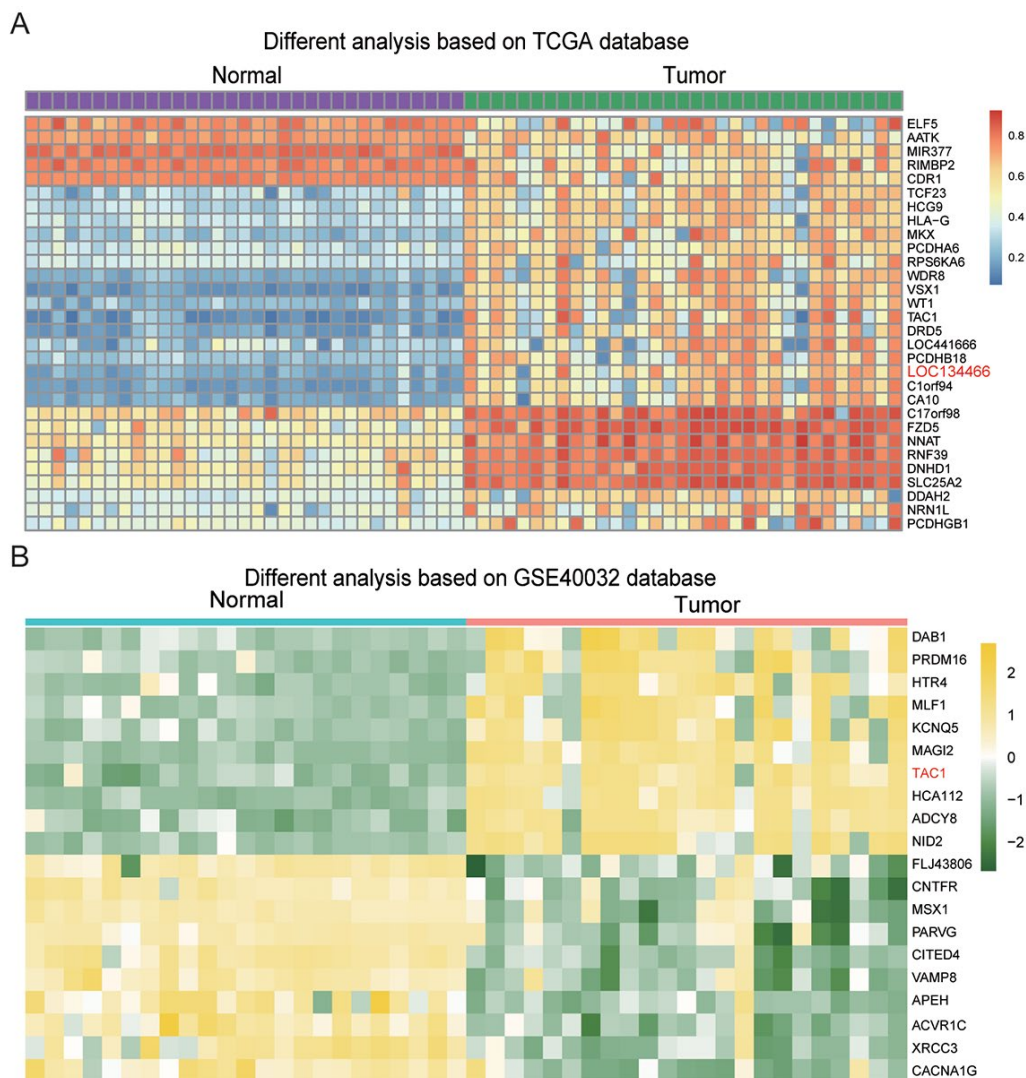 A
Different analysis based on TCGA database
Normal Tumor
ELF5
AATK
MIR377
RIMBP2
CDR1
TCF23
HCG9
HLA−G
MKX
PCDHA6
RPS6KA6
WDR8
VSX1
WT1
TAC1
DRD5
LOC441666
PCDHB18
LOC134466
C1orf94
CA10
C17orf98
FZD5
NNAT
RNF39
DNHD1
SLC25A2
DDAH2
NRN1L
PCDHGB1
0.8
0.6
0.4
0.2
B
Different analysis based on GSE40032 database
Normal Tumor
DAB1
PRDM16
HTR4
MLF1
KCNQ5
MAGI2
TAC1
HCA112
ADCY8
NID2
FLJ43806
CNTFR
MSX1
PARVG
CITED4
VAMP8
APEH
ACVR1C
XRCC3
CACNA1G
2
1
0
−1
−2